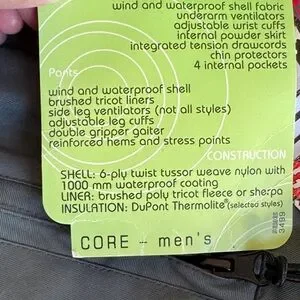 wind and waterproof shell fabric
underarm ventilators
adjustable wrist cuffs
internal powder skirt
integrated tension drawcords
chin protectors
4 internal pockets
Pants
wind and waterproof shell
brushed tricot liners
side leg ventilators (not all styles)
adjustable leg cuffs
double gripper gaiter
reinforced hems and stress points
CONSTRUCTION
SHELL: 6-ply twist tussor weave nylon with
1000 mm waterproof coating
LINER: brushed poly tricot fleece or sherpa
INSULATION: DuPont Thermolite® (selected styles)
3489
CORE - men's